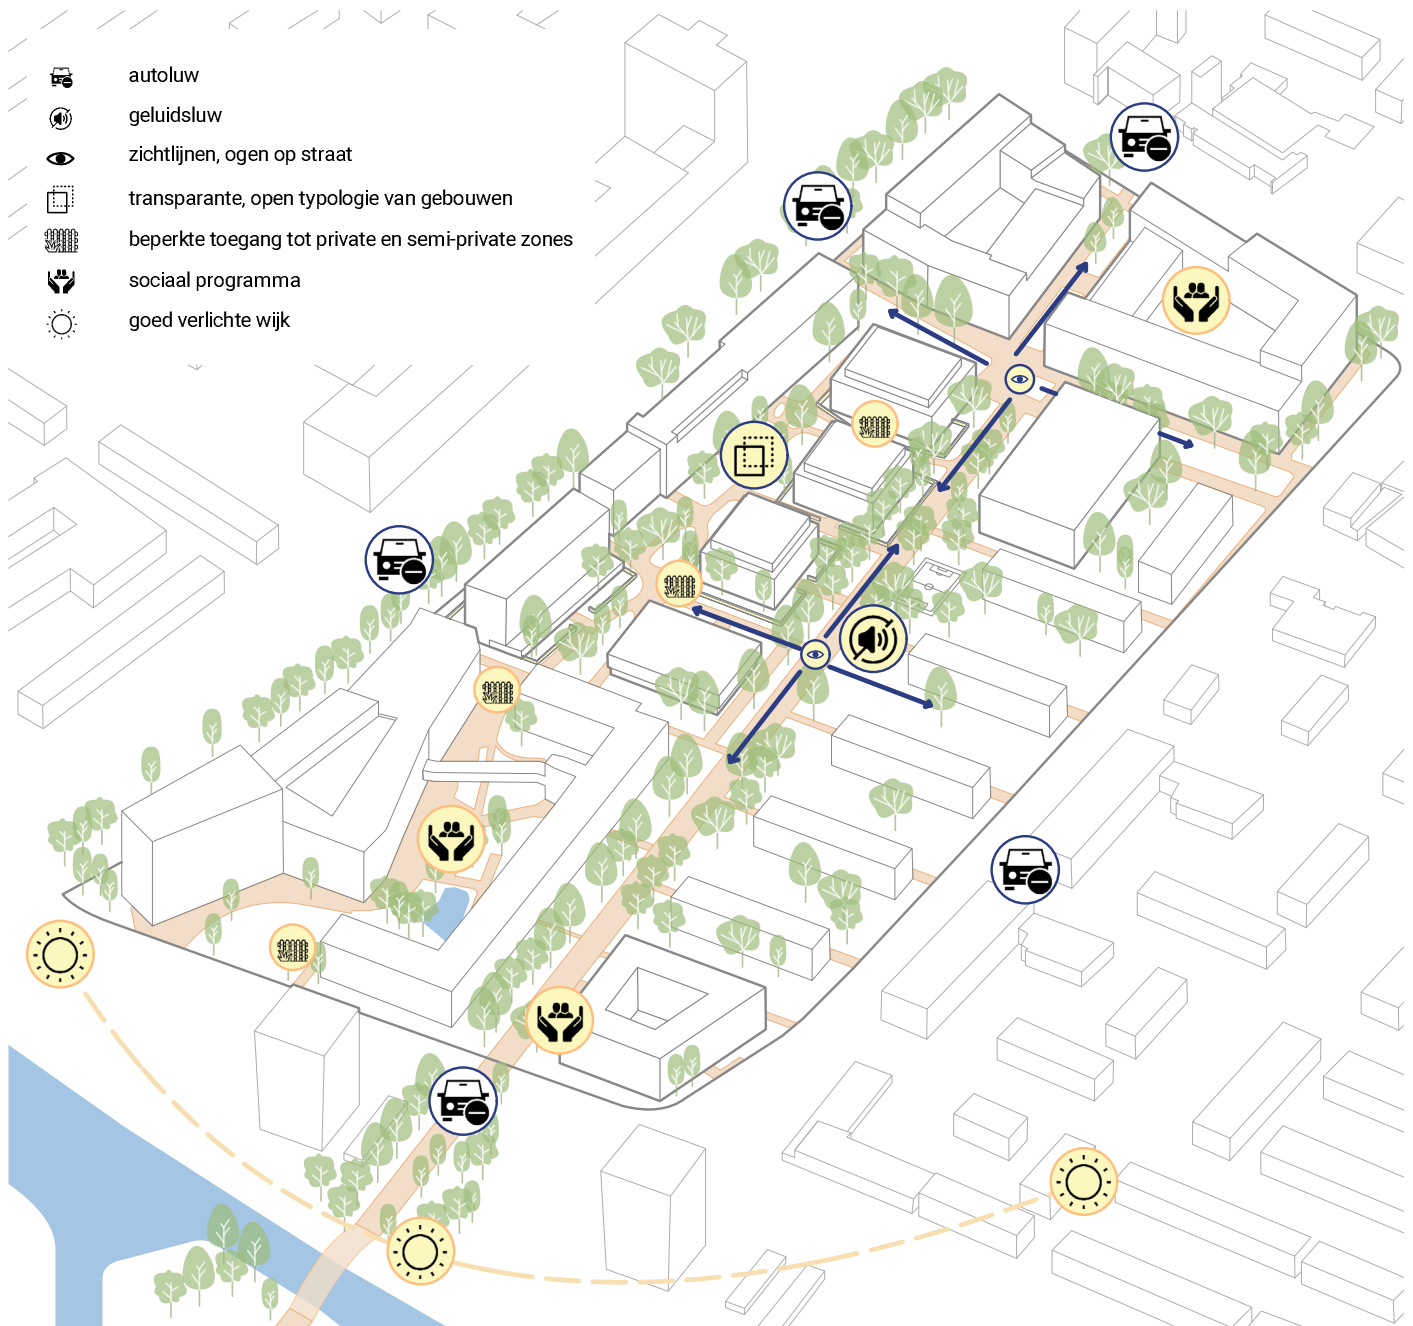 autoluw
geluidsluw
zichtlijnen, ogen op straat
transparante, open typologie van gebouwen
beperkte toegang tot private en semi-private zones
sociaal programma
goed verlichte wijk